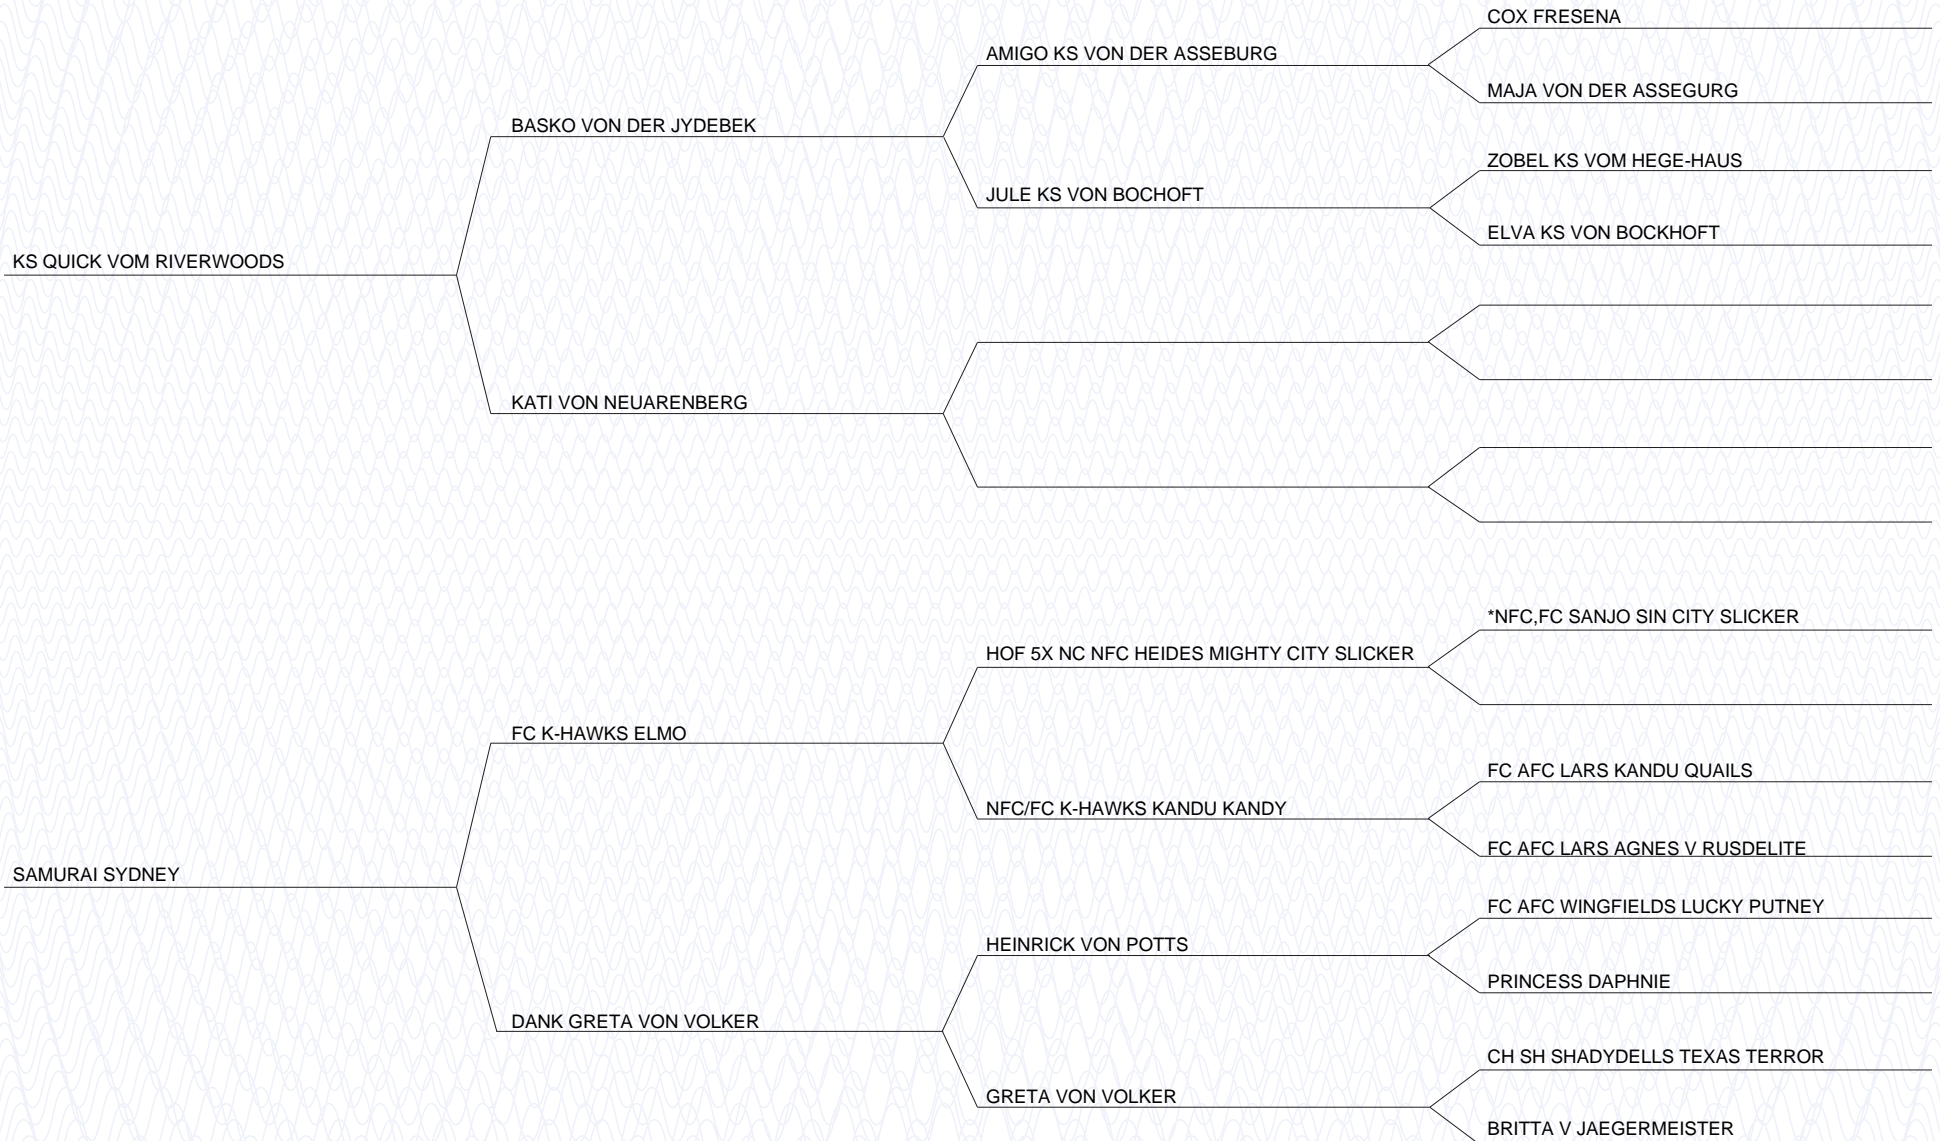 COX FRESENA
AMIGO KS VON DER ASSEBURG
MAJA VON DER ASSEGURG
BASKO VON DER JYDEBEK
ZOBEL KS VOM HEGE-HAUS
JULE KS VON BOCHOFT
ELVA KS VON BOCKHOFT
KS QUICK VOM RIVERWOODS
KATI VON NEUARENBERG
*NFC,FC SANJO SIN CITY SLICKER
HOF 5X NC NFC HEIDES MIGHTY CITY SLICKER
FC K-HAWKS ELMO
FC AFC LARS KANDU QUAILS
NFC/FC K-HAWKS KANDU KANDY
FC AFC LARS AGNES V RUSDELITE
SAMURAI SYDNEY
FC AFC WINGFIELDS LUCKY PUTNEY
HEINRICK VON POTTS
PRINCESS DAPHNIE
DANK GRETA VON VOLKER
CH SH SHADYDELLS TEXAS TERROR
GRETA VON VOLKER
BRITTA V JAEGERMEISTER